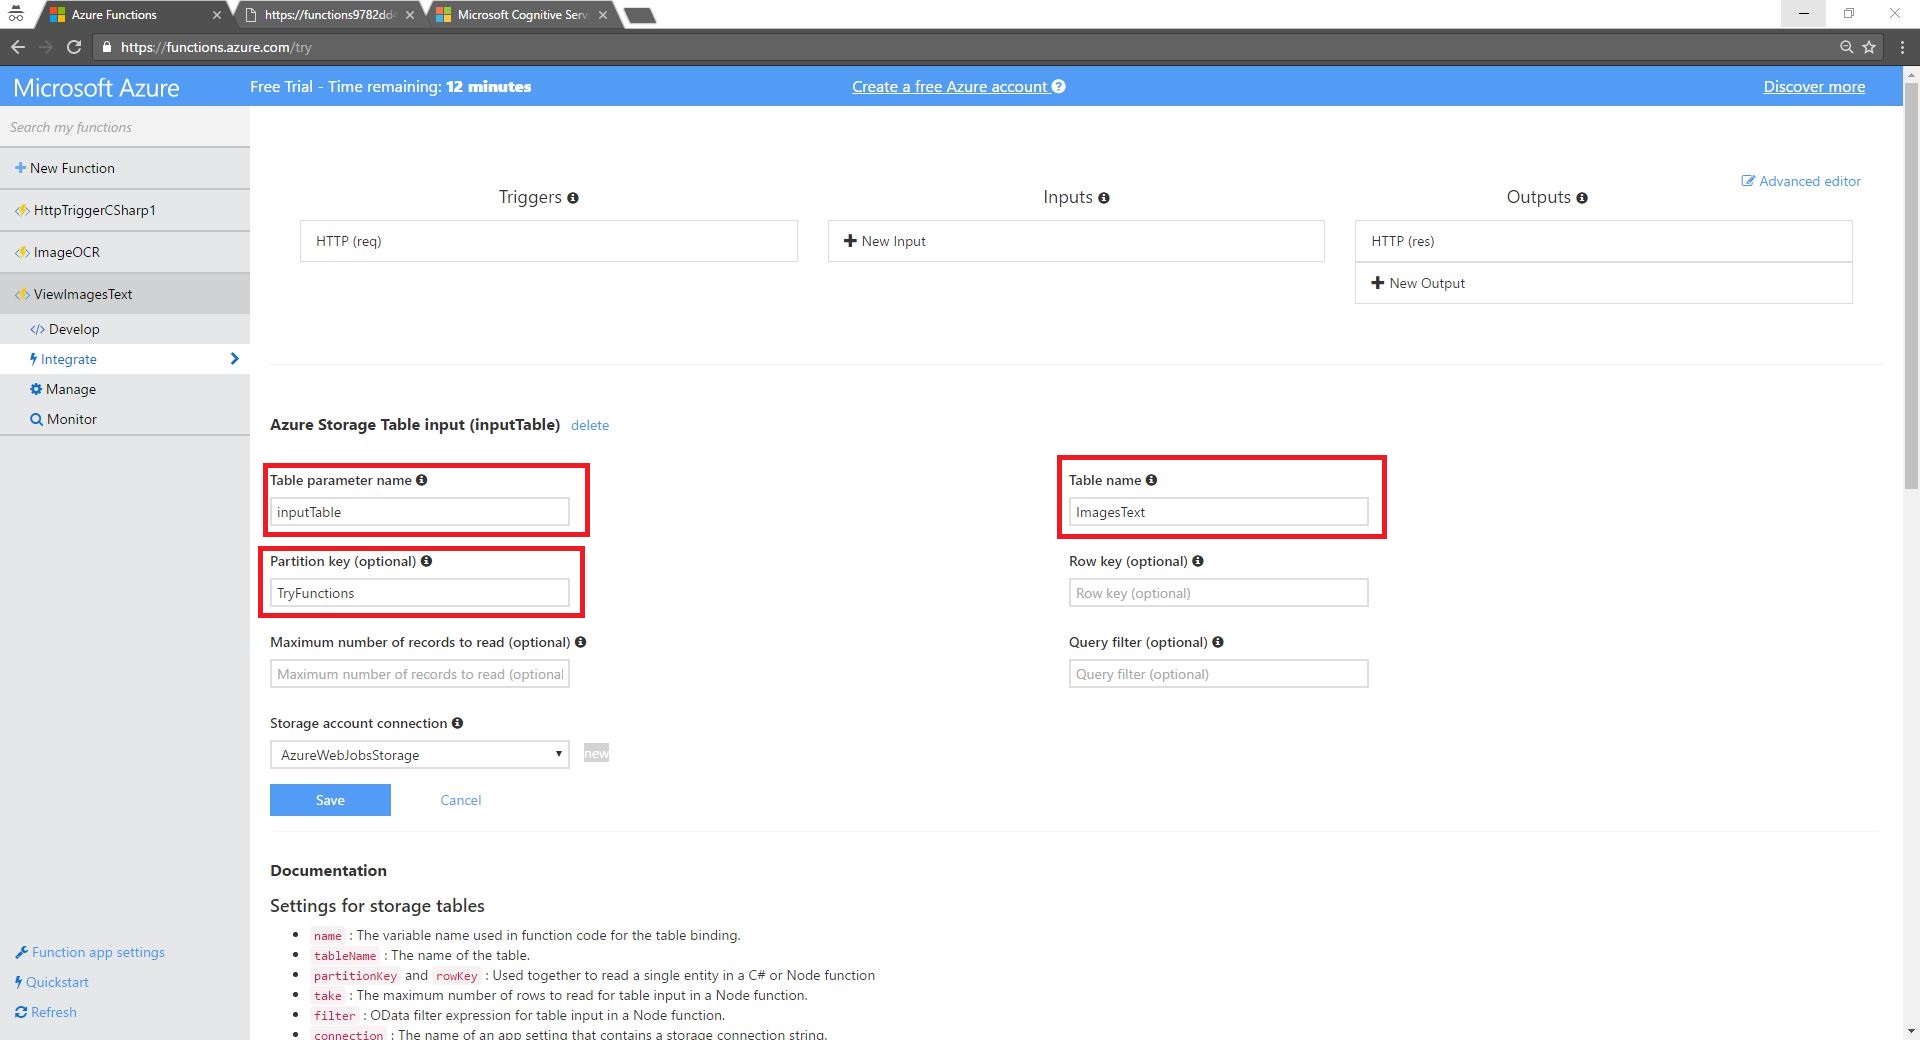 Azure Functions
https://functions9782dd
Microsoft Cognitive Serv
https://functions.azure.com/try
Microsoft Azure
Free Trial - Time remaining: 12 minutes
Create a free Azure account
Discover more
Search my functions
New Function
HttpTriggerCSharp1
ImageOCR
ViewImagesText
</> Develop
Integrate
Manage
Monitor
Function app settings
Quickstart
Refresh
Advanced editor
Triggers
Inputs
Outputs
HTTP (req)
New Input
HTTP (res)
New Output
Azure Storage Table input (inputTable) delete
Table parameter name
inputTable
Table name
ImagesText
Partition key (optional)
TryFunctions
Row key (optional)
Row key (optional)
Maximum number of records to read (optional)
Maximum number of records to read (optional
Query filter (optional)
Query filter (optional)
Storage account connection
AzureWebJobsStorage
new
Save
Cancel
Documentation
Settings for storage tables
• name : The variable name used in function code for the table binding.
• tableName : The name of the table.
• partitionKey and rowKey : Used together to read a single entity in a C# or Node function
• take : The maximum number of rows to read for table input in a Node function.
• filter : OData filter expression for table input in a Node function.
• connection : The name of an app setting that contains a storage connection string.